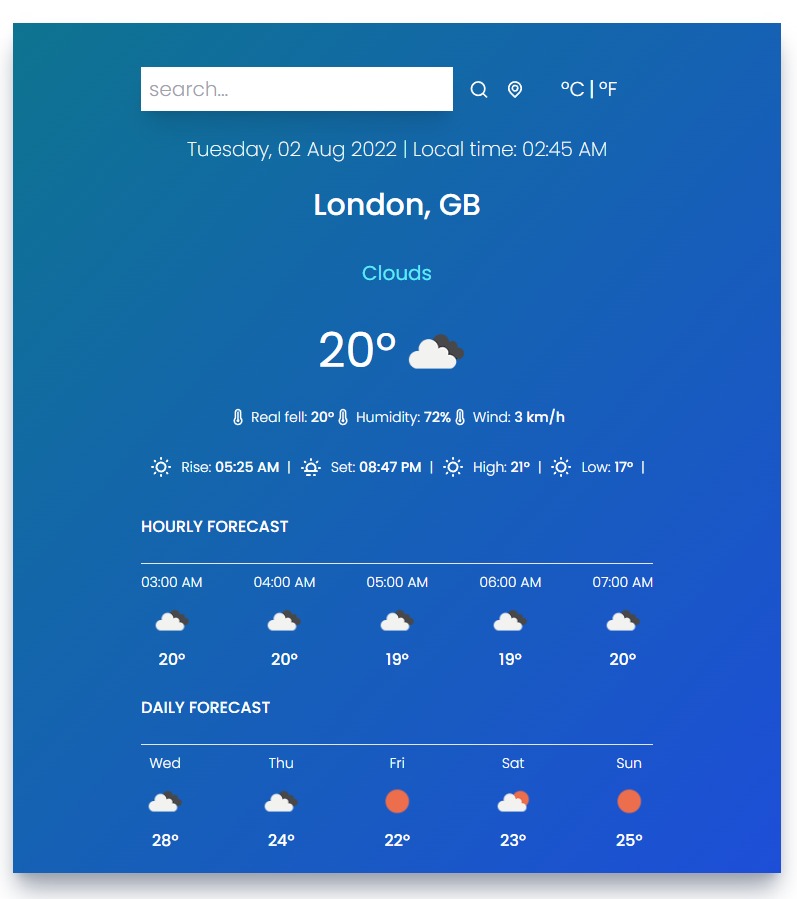 search...
°C | °F
Tuesday, 02 Aug 2022 | Local time: 02:45 AM
London, GB
Clouds
20°
Real fell: 20° Humidity: 72% Wind: 3 km/h
Rise: 05:25 AM | Set: 08:47 PM | High: 21° | Low: 17° |
HOURLY FORECAST
03:00 AM 04:00 AM 05:00 AM 06:00 AM 07:00 AM
20° 20° 19° 19° 20°
DAILY FORECAST
Wed Thu Fri Sat Sun
28° 24° 22° 23° 25°